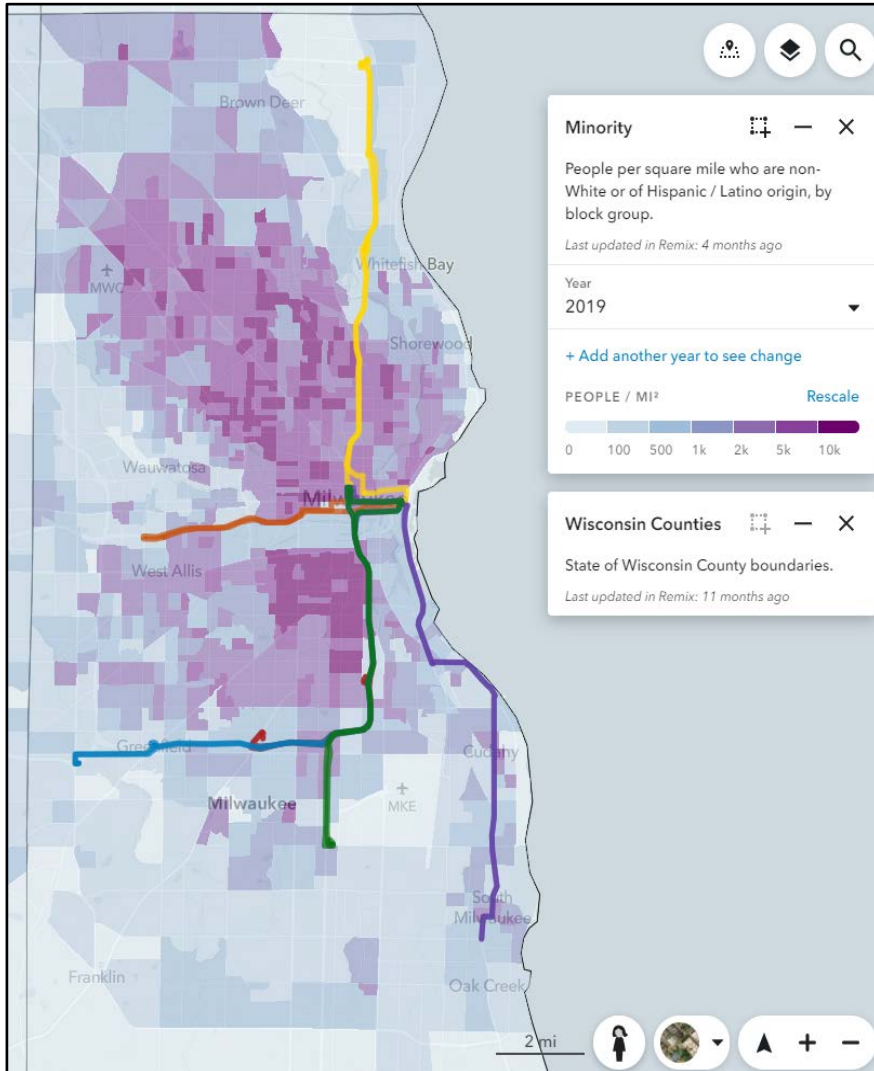 Brown Deer
MWC
Whitefish Bay
Shorewood
Wauwatosa
Milwaukee
West Allis
Greenfield
Cudahy
Milwaukee
MKE
South
Milwaukee
Franklin
Oak Creek
2 mi
Minority
People per square mile who are non-
White or of Hispanic / Latino origin, by
block group.
Last updated in Remix: 4 months ago
Year
2019
+ Add another year to see change
PEOPLE / MI²
Rescale
0 100 500 1k 2k 5k 10k
Wisconsin Counties
State of Wisconsin County boundaries.
Last updated in Remix: 11 months ago